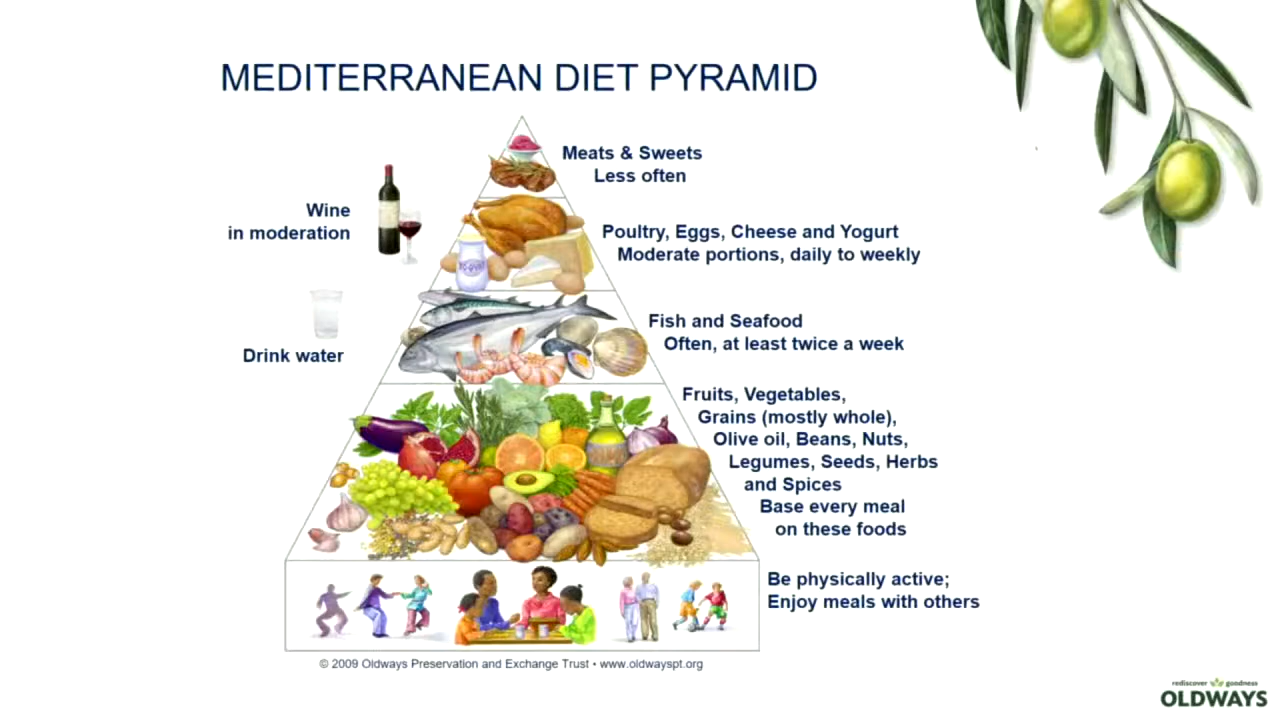 MEDITERRANEAN DIET PYRAMID
Meats & Sweets
Less often
Wine
in moderation
Poultry, Eggs, Cheese and Yogurt
Moderate portions, daily to weekly
Fish and Seafood
Often, at least twice a week
Drink water
Fruits, Vegetables,
Grains (mostly whole),
Olive oil, Beans, Nuts,
Legumes, Seeds, Herbs
and Spices
Base every meal
on these foods
Be physically active;
Enjoy meals with others
© 2009 Oldways Preservation and Exchange Trust • www.oldwayspt.org
rediscover goodness
OLDWAYS